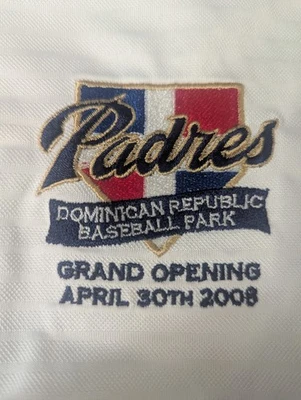 Padres
DOMINICAN REPUBLIC
BASEBALL PARK
GRAND OPENING
APRIL 30TH 2008